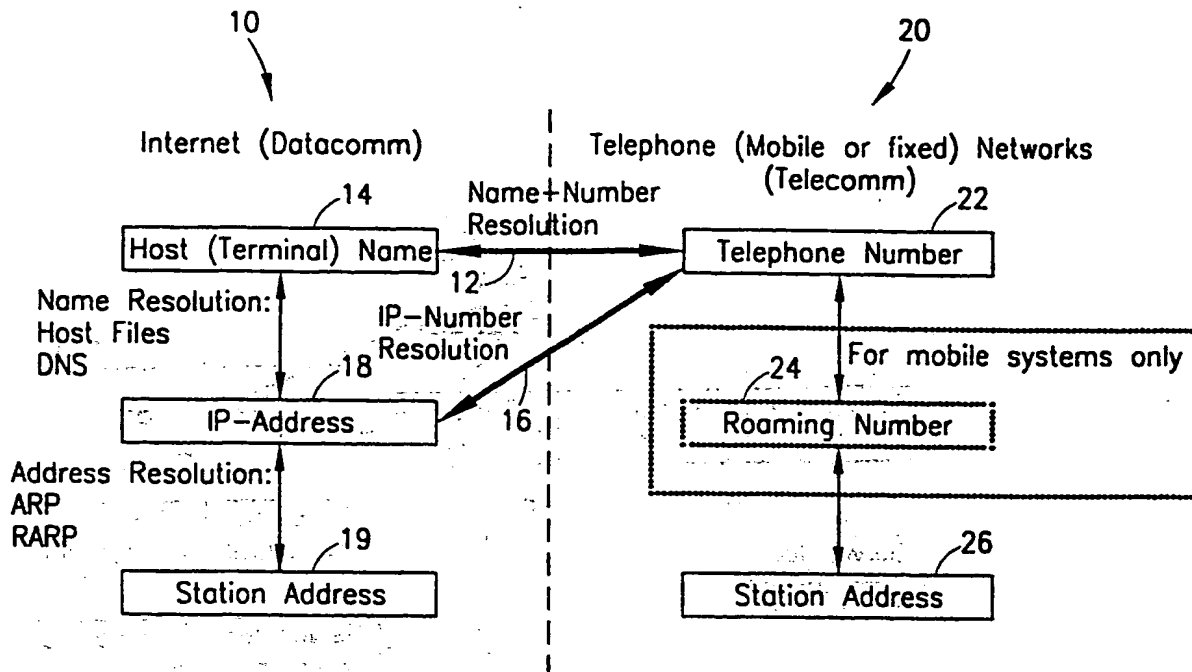 10
20
Internet (Datacomm)
Telephone (Mobile or fixed) Networks
(Telecomm)
Name+Number
Resolution
14
22
Host (Terminal) Name
Telephone Number
12
Name Resolution:
Host Files
DNS
IP-Number
Resolution
For mobile systems only
18
24
16
IP-Address
Roaming Number
Address Resolution:
ARP
RARP
19
26
Station Address
Station Address